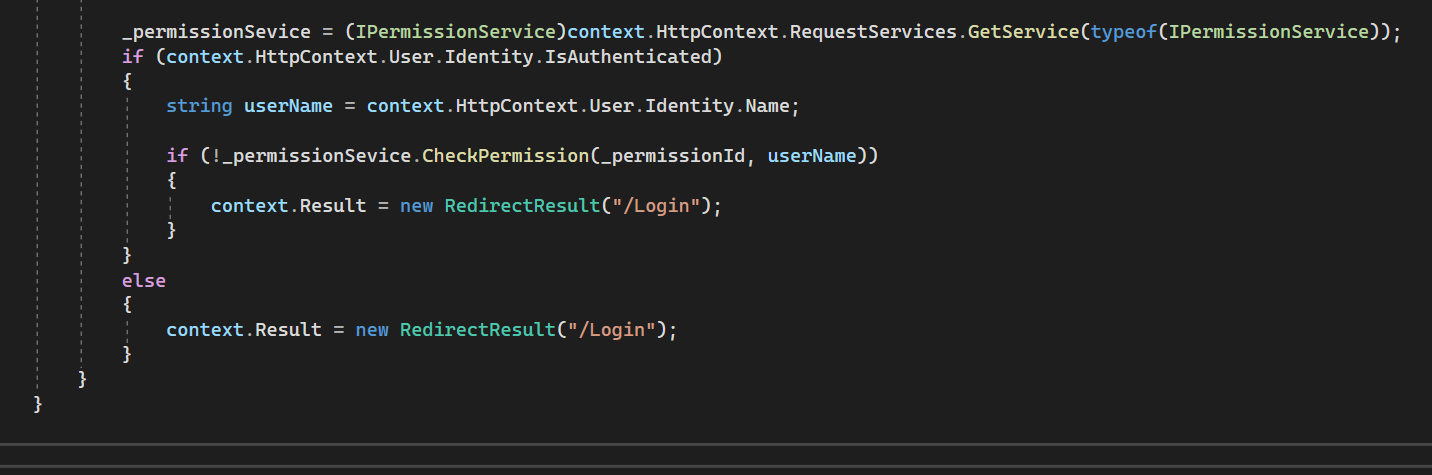 _permissionSevice = (IPermissionService)context.HttpContext.RequestServices.GetService(typeof(IPermissionService));
if (context.HttpContext.User.Identity.IsAuthenticated)
{
string userName = context.HttpContext.User.Identity.Name;
if (!_permissionSevice.CheckPermission(_permissionId, userName))
{
context.Result = new RedirectResult("/Login");
}
}
else
{
context.Result = new RedirectResult("/Login");
}
}
}